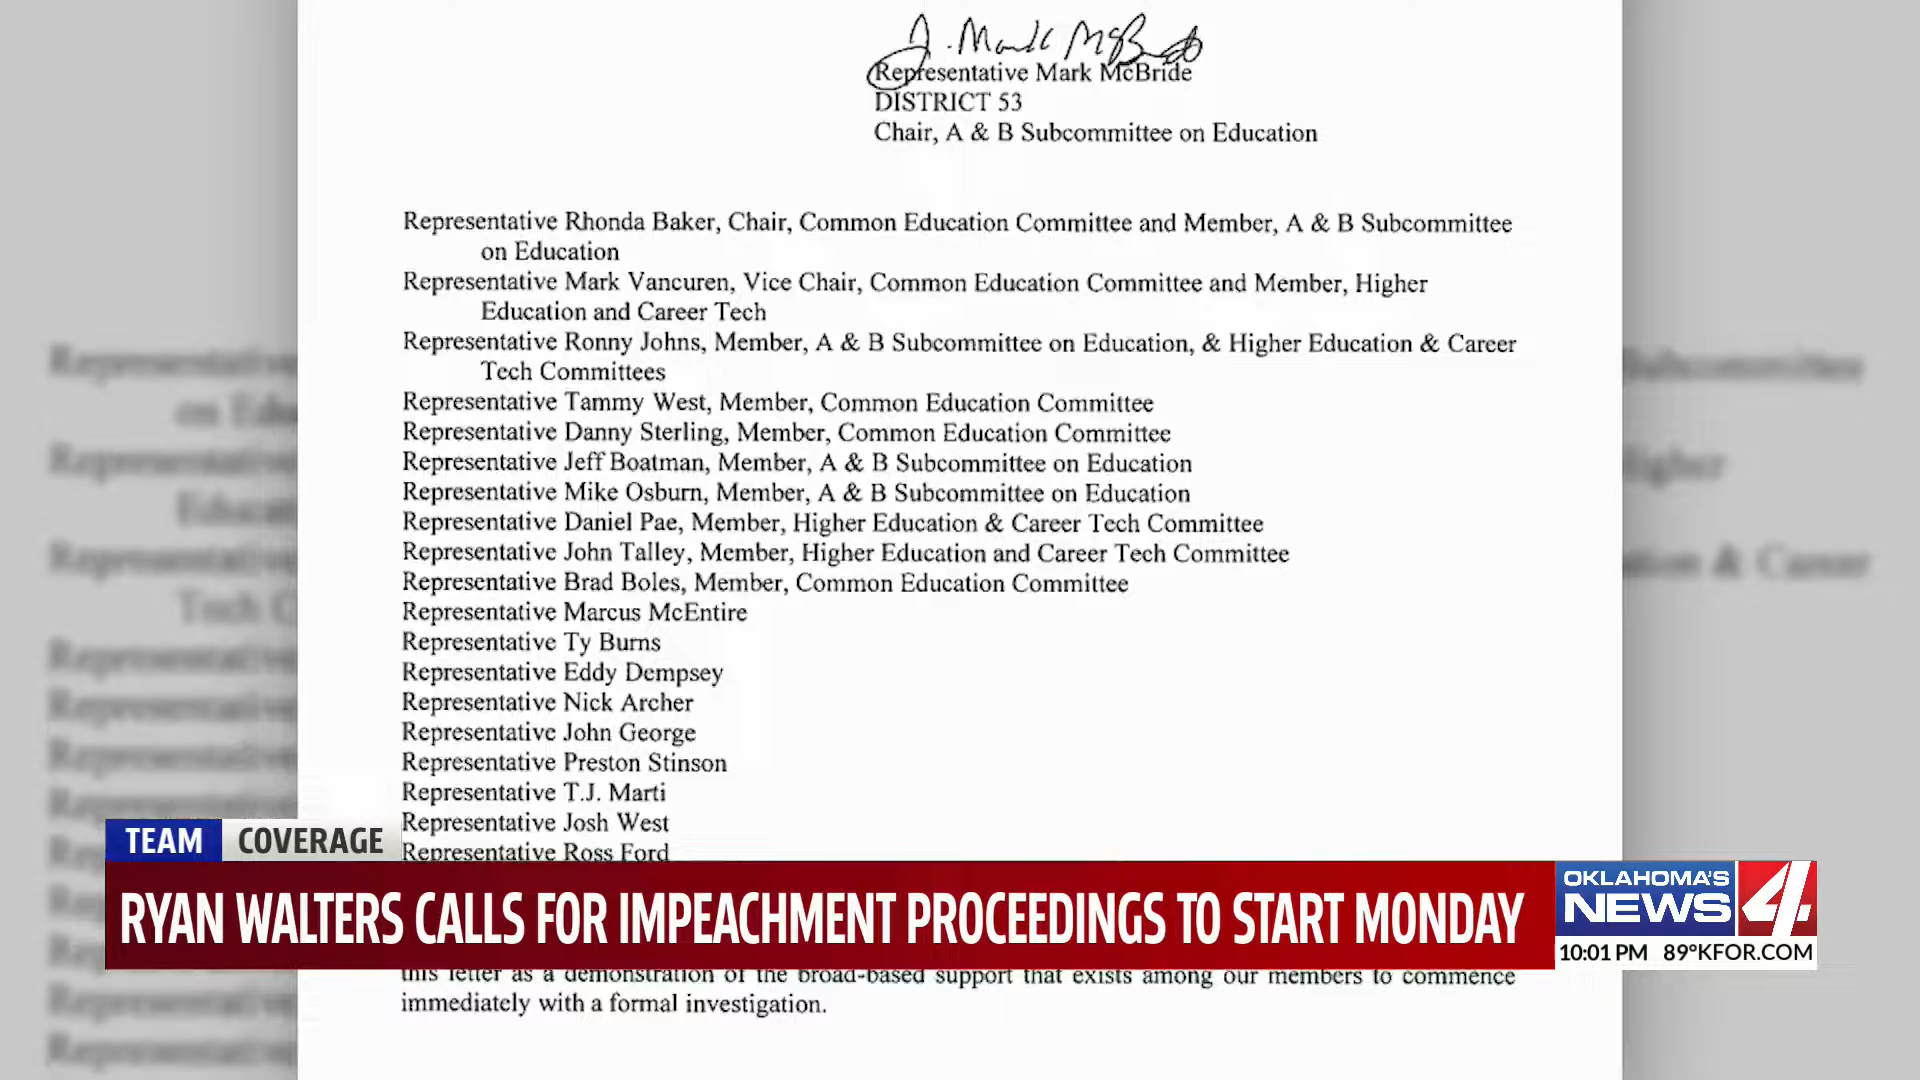 J. Mark McBride
Representative Mark McBride
DISTRICT 53
Chair, A & B Subcommittee on Education
Representative Rhonda Baker, Chair, Common Education Committee and Member, A & B Subcommittee
on Education
Representative Mark Vancuren, Vice Chair, Common Education Committee and Member, Higher
Education and Career Tech
Representative Ronny Johns, Member, A & B Subcommittee on Education, & Higher Education & Career
Tech Committees
Representative Tammy West, Member, Common Education Committee
Representative Danny Sterling, Member, Common Education Committee
Representative Jeff Boatman, Member, A & B Subcommittee on Education
Representative Mike Osburn, Member, A & B Subcommittee on Education
Representative Daniel Pae, Member, Higher Education & Career Tech Committee
Representative John Talley, Member, Higher Education and Career Tech Committee
Representative Brad Boles, Member, Common Education Committee
Representative Marcus McEntire
Representative Ty Burns
Representative Eddy Dempsey
Representative Nick Archer
Representative John George
Representative Preston Stinson
Representative T.J. Marti
Representative Josh West
Representative Ross Ford
TEAM COVERAGE
RYAN WALTERS CALLS FOR IMPEACHMENT PROCEEDINGS TO START MONDAY
OKLAHOMA'S
NEWS 4
10:01 PM 89° KFOR.COM
this letter as a demonstration of the broad-based support that exists among our members to commence
immediately with a formal investigation.